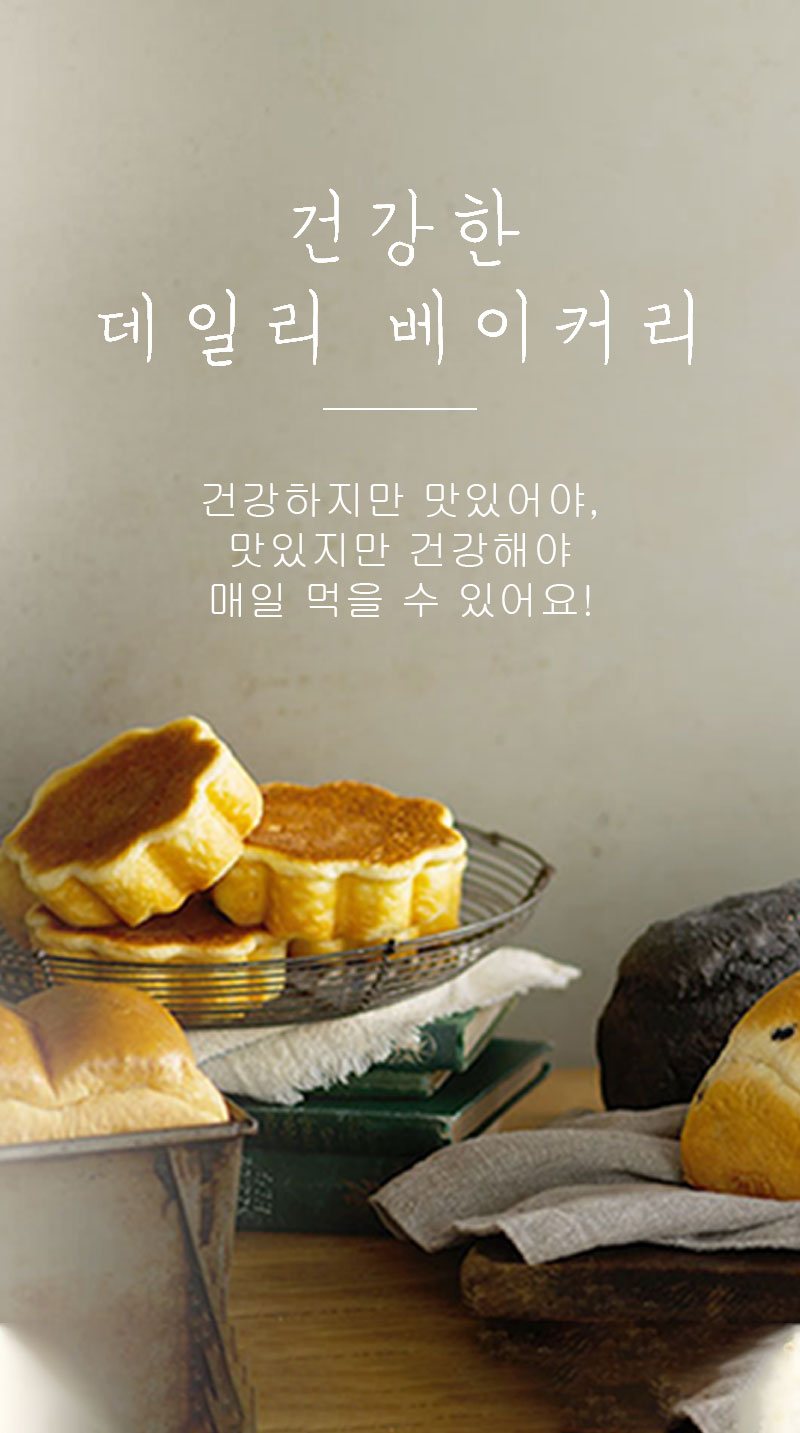 건강한
데일리 베이커리
건강하지만 맛있어야,
맛있지만 건강해야
매일 먹을 수 있어요!